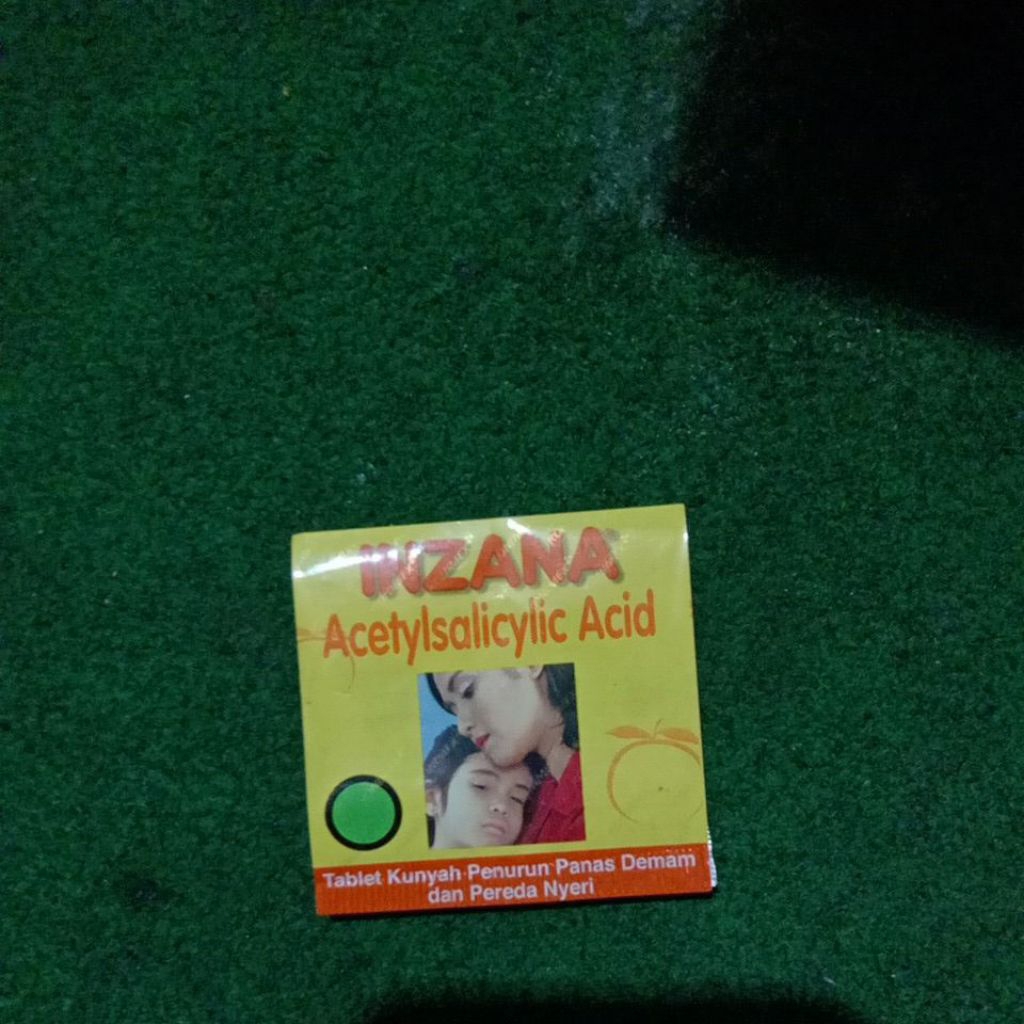 INZANA
Acetylsalicylic Acid
Tablet Kunyah Penurun Panas Demam
dan Pereda Nyeri